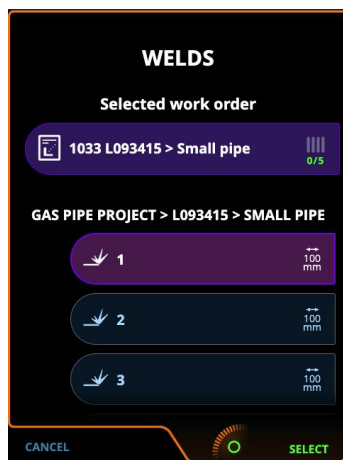 WELDS
Selected work order
1033 L093415 > Small pipe
0/5
GAS PIPE PROJECT > L093415 > SMALL PIPE
1
100
mm
2
100
mm
3
100
mm
CANCEL
SELECT